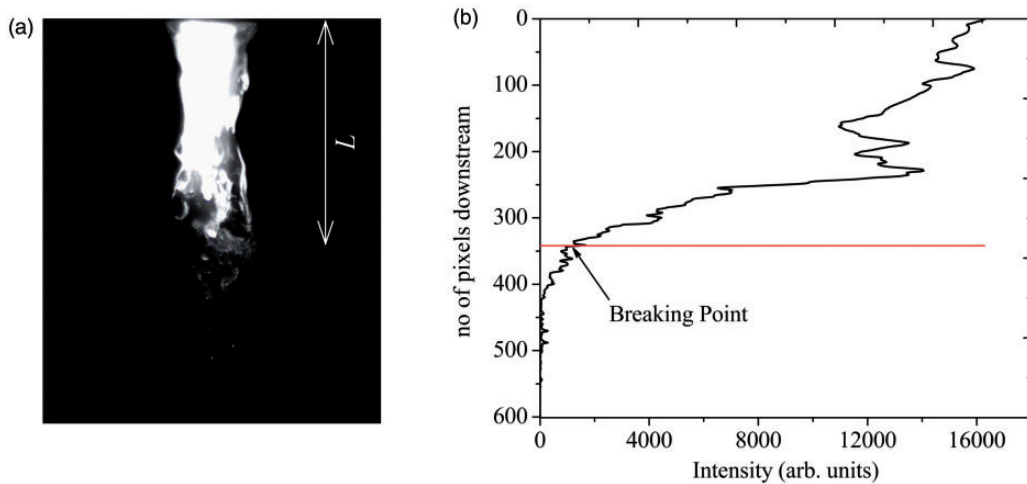 (a)
L
(b)
0
100
200
300
400
500
600
no of pixels downstream
Breaking Point
0
4000
8000
12000
16000
Intensity (arb. units)